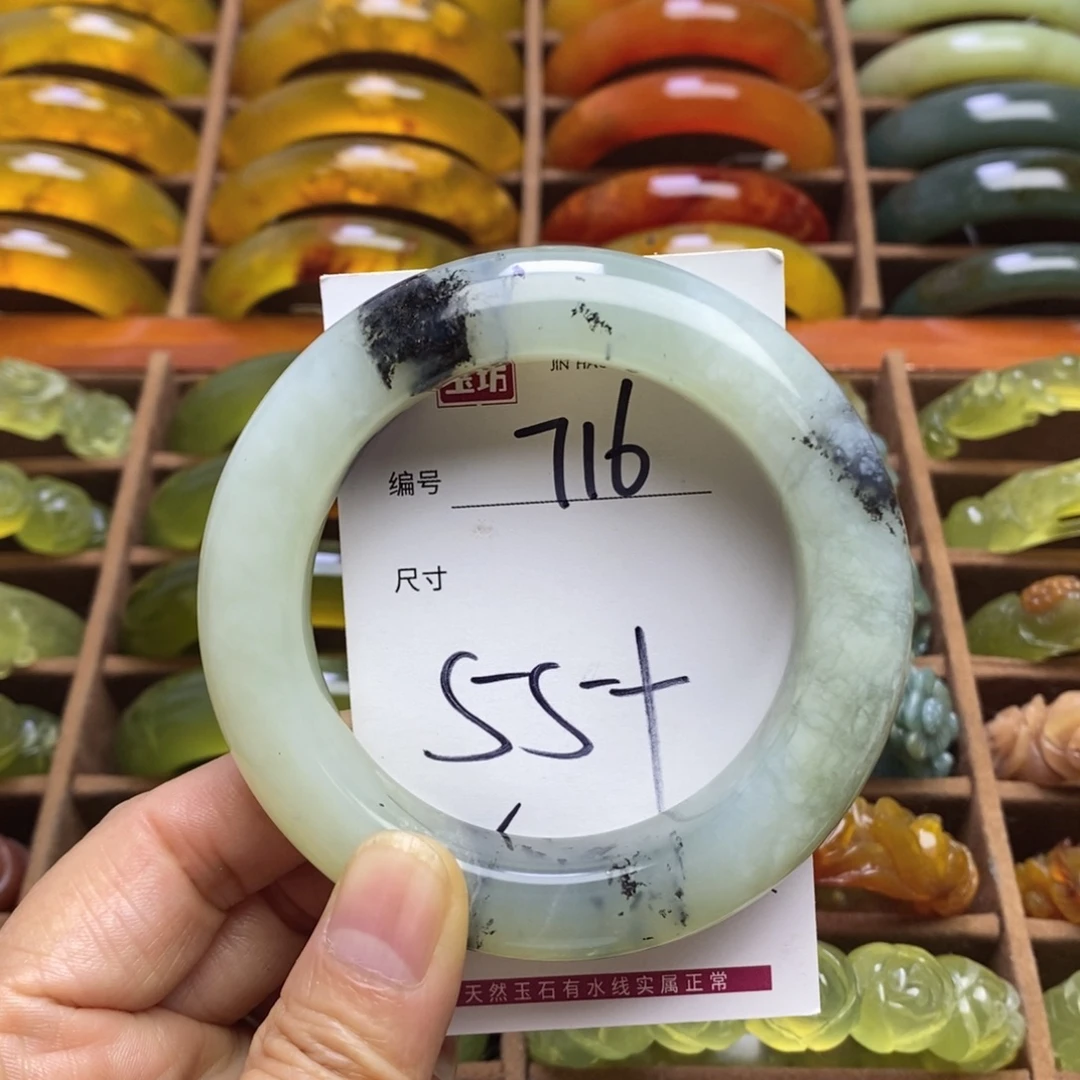 玉坊
JIN HA
编号 716
尺寸
55+
天然玉石有水线实属正常